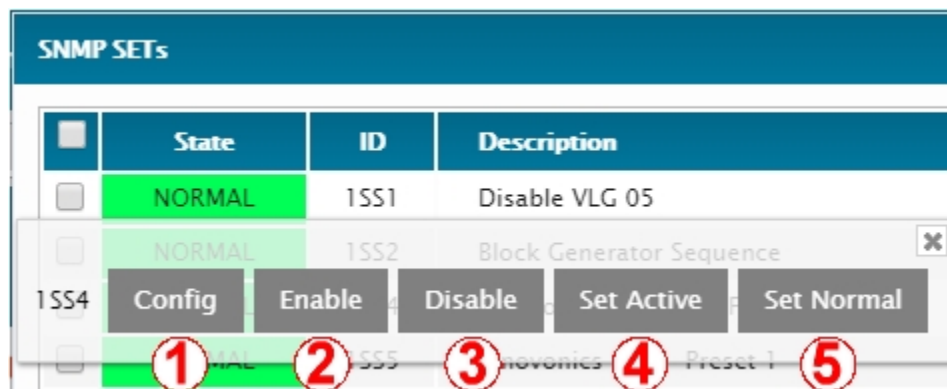 SNMP SETs
State ID Description
NORMAL 1SS1 Disable VLG 05
NORMAL 1SS2 Block Generator Sequence
1SS4 Config Enable Disable Set Active Set Normal
1SS5 Preset 1
1 2 3 4 5